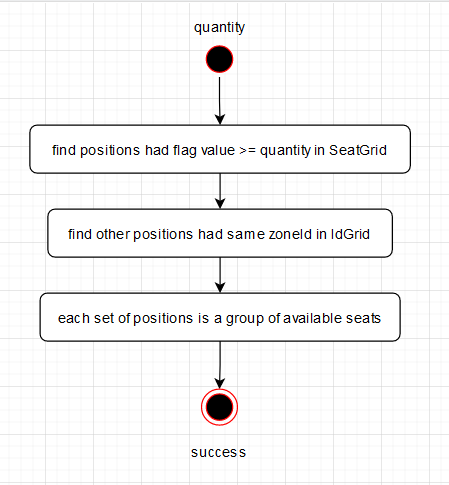 quantity
find positions had flag value >= quantity in SeatGrid
find other positions had same zoneId in IdGrid
each set of positions is a group of available seats
success